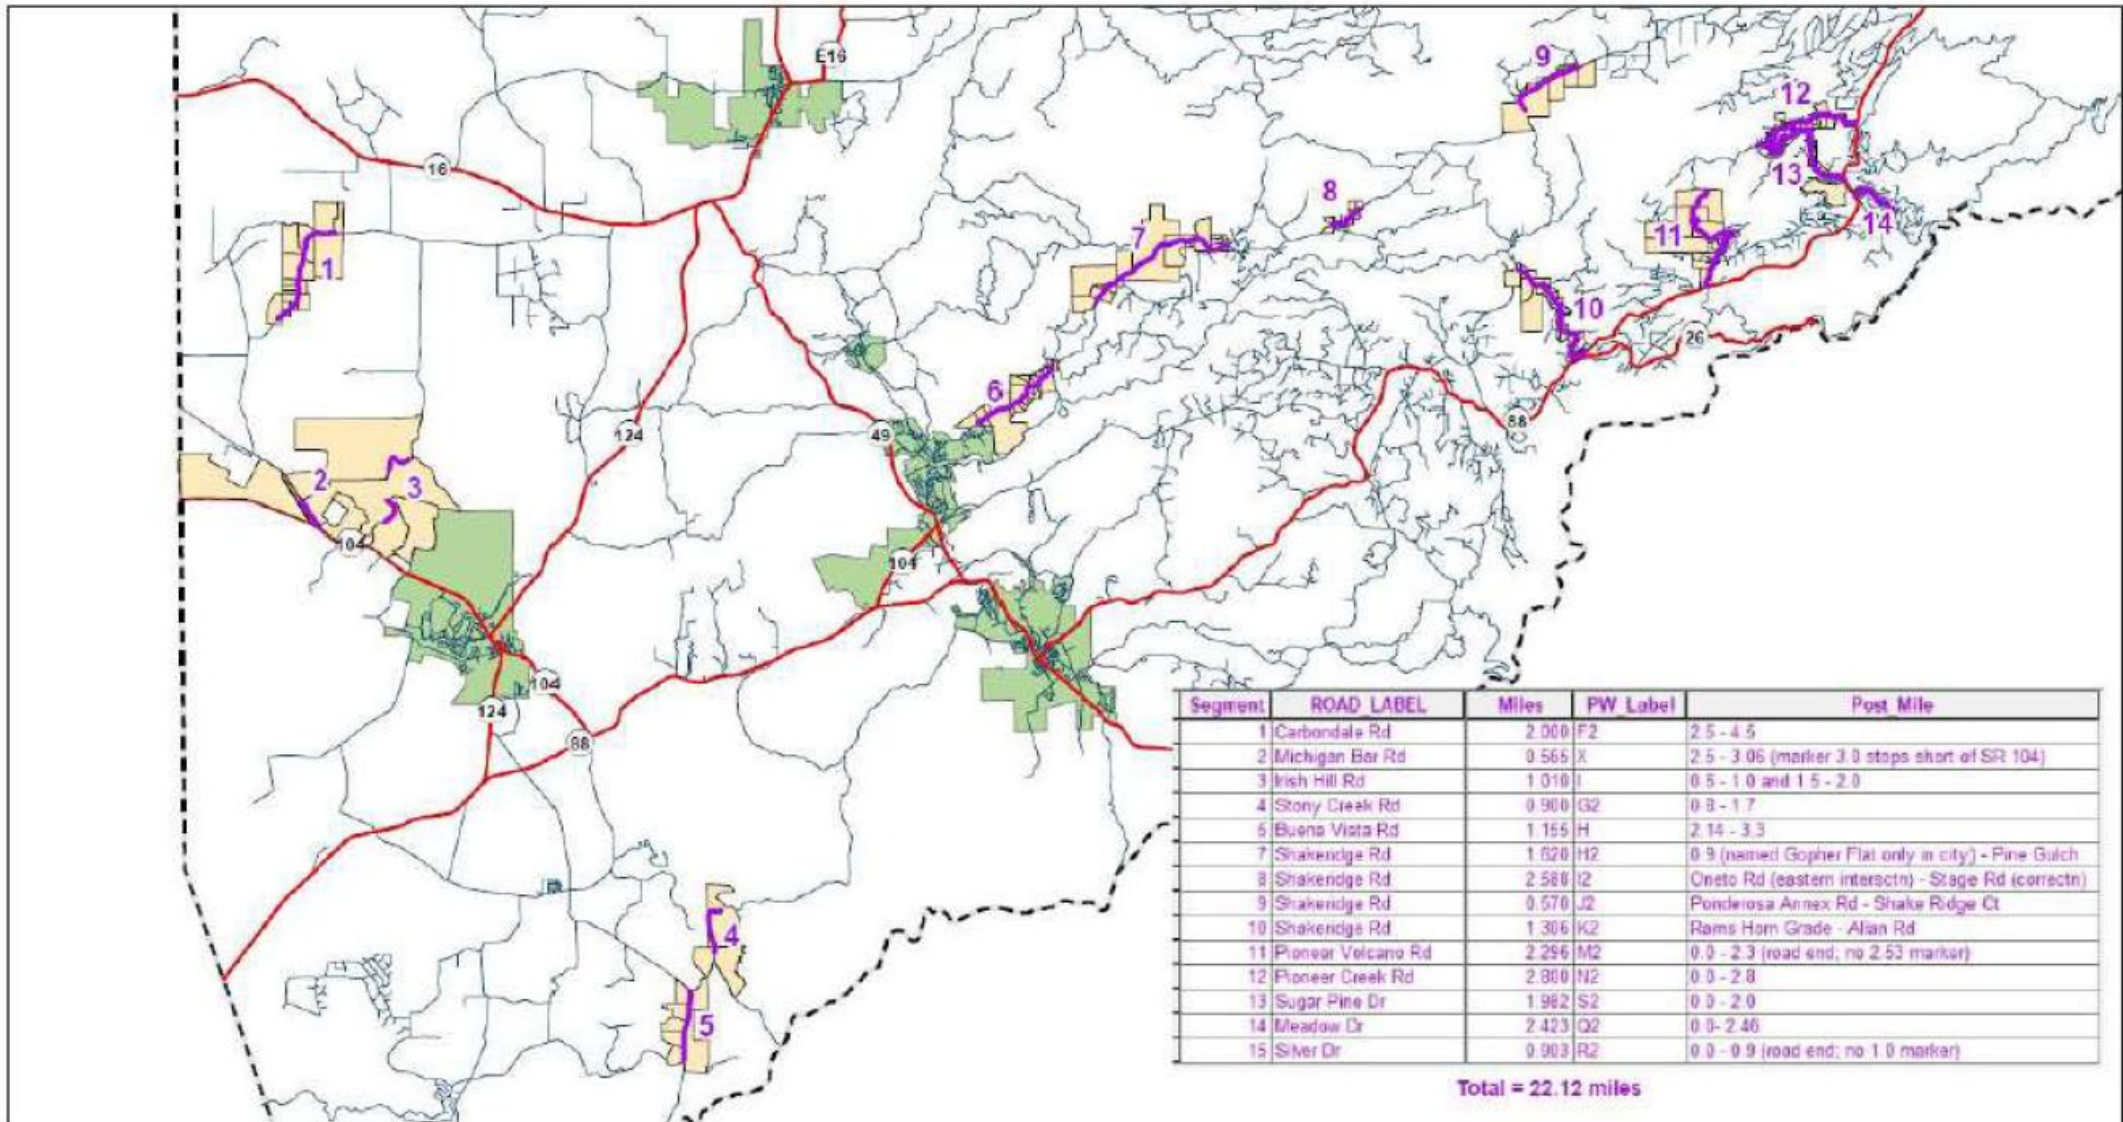 E16
9
12
16
13
8
14
7
11
1
10
26
6
88
124
49
2
3
104
104
104
124
88
4
5
Segment ROAD_LABEL Miles PW_Label Post_Mile
1 Carbondale Rd 2.000 F2 2.5 - 4.5
2 Michigan Bar Rd 0.565 X 2.5 - 3.06 (marker 3.0 stops short of SR 104)
3 Irish Hill Rd 1.010 I 0.5 - 1.0 and 1.5 - 2.0
4 Stony Creek Rd 0.900 G2 0.8 - 1.7
5 Buena Vista Rd 1.155 H 2.14 - 3.3
7 Shakeridge Rd 1.620 H2 0.9 (named Gopher Flat only in city) - Pine Gulch
8 Shakeridge Rd 2.588 I2 Oneto Rd (eastern intersctn) - Stage Rd (correctn)
9 Shakeridge Rd 0.570 J2 Ponderosa Annex Rd - Shake Ridge Ct
10 Shakeridge Rd 1.306 K2 Rams Horn Grade - Allan Rd
11 Pioneer Volcano Rd 2.296 M2 0.0 - 2.3 (road end; no 2.53 marker)
12 Pioneer Creek Rd 2.800 N2 0.0 - 2.8
13 Sugar Pine Dr 1.982 S2 0.0 - 2.0
14 Meadow Dr 2.423 Q2 0.0- 2.46
15 Silver Dr 0.903 R2 0.0 - 0.9 (road end; no 1.0 marker)
Total = 22.12 miles